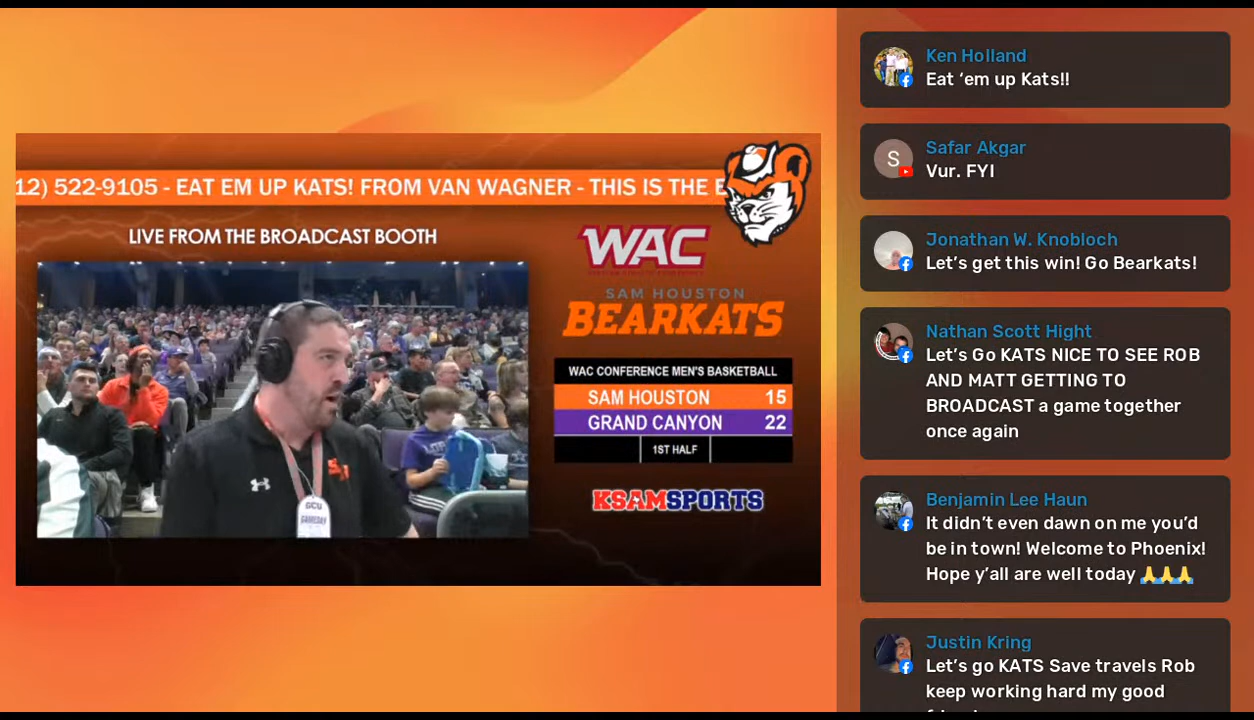 12) 522-9105 - EAT EM UP KATS! FROM VAN WAGNER - THIS IS THE
LIVE FROM THE BROADCAST BOOTH
WAC
SAM HOUSTON
BEARKATS
WAC CONFERENCE MEN'S BASKETBALL
SAM HOUSTON 15
GRAND CANYON 22
1ST HALF
KSAMSPORTS
GCU
GAMEDAY
Ken Holland
Eat ‘em up Kats!!
S
Safar Akgar
Vur. FYI
Jonathan W. Knobloch
Let’s get this win! Go Bearkats!
Nathan Scott Hight
Let’s Go KATS NICE TO SEE ROB
AND MATT GETTING TO
BROADCAST a game together
once again
Benjamin Lee Haun
It didn’t even dawn on me you’d
be in town! Welcome to Phoenix!
Hope y’all are well today 🙏🙏🙏
Justin Kring
Let’s go KATS Save travels Rob
keep working hard my good